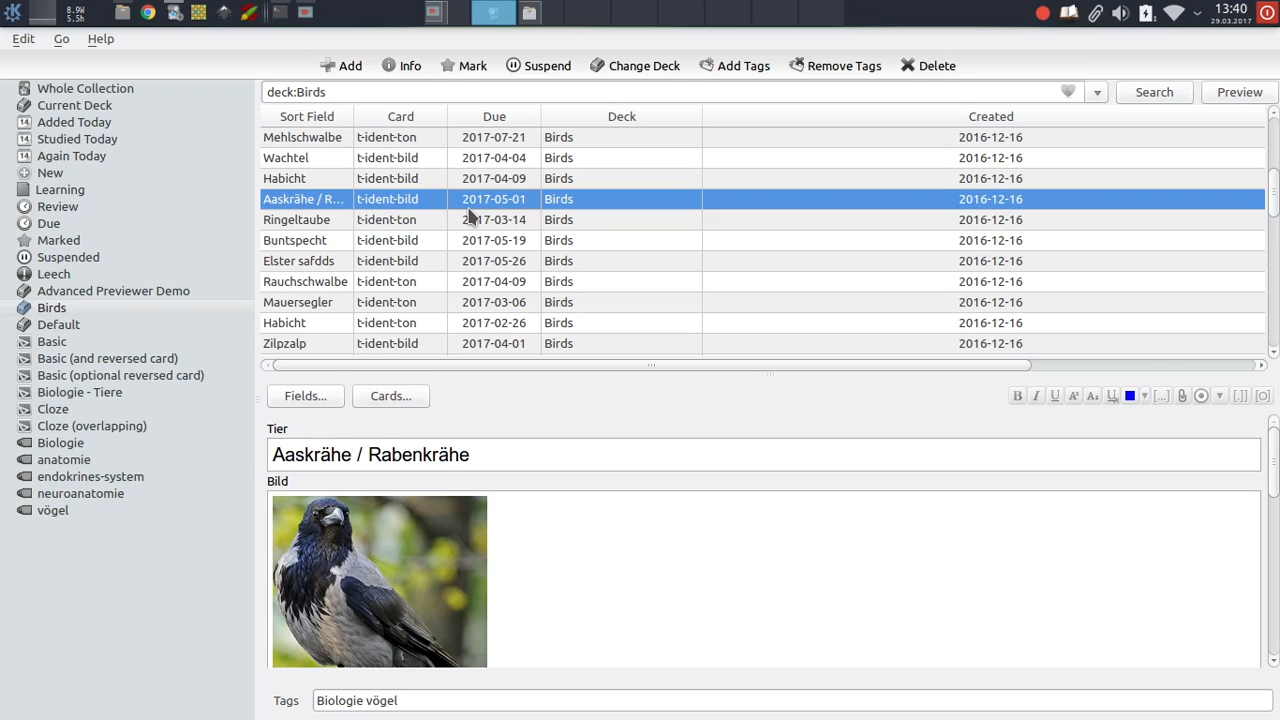 8.9W
5.5h
13:40
29.03.2017
Edit Go Help
Add Info Mark Suspend Change Deck Add Tags Remove Tags Delete
Whole Collection
Current Deck
Added Today
Studied Today
Again Today
New
Learning
Review
Due
Marked
Suspended
Leech
Advanced Previewer Demo
Birds
Default
Basic
Basic (and reversed card)
Basic (optional reversed card)
Biologie - Tiere
Cloze
Cloze (overlapping)
Biologie
anatomie
endokrines-system
neuroanatomie
vögel
deck:Birds Search Preview
Sort Field Card Due Deck Created
Mehlschwalbe t-ident-ton 2017-07-21 Birds 2016-12-16
Wachtel t-ident-bild 2017-04-04 Birds 2016-12-16
Habicht t-ident-bild 2017-04-09 Birds 2016-12-16
Aaskrähe / R... t-ident-bild 2017-05-01 Birds 2016-12-16
Ringeltaube t-ident-ton 2017-03-14 Birds 2016-12-16
Buntspecht t-ident-bild 2017-05-19 Birds 2016-12-16
Elster safdds t-ident-bild 2017-05-26 Birds 2016-12-16
Rauchschwalbe t-ident-ton 2017-04-09 Birds 2016-12-16
Mauersegler t-ident-ton 2017-03-06 Birds 2016-12-16
Habicht t-ident-ton 2017-02-26 Birds 2016-12-16
Zilpzalp t-ident-bild 2017-04-01 Birds 2016-12-16
Fields... Cards... B I U A² A₂ U [...] [.]]
Tier
Aaskrähe / Rabenkrähe
Bild
Tags Biologie vögel